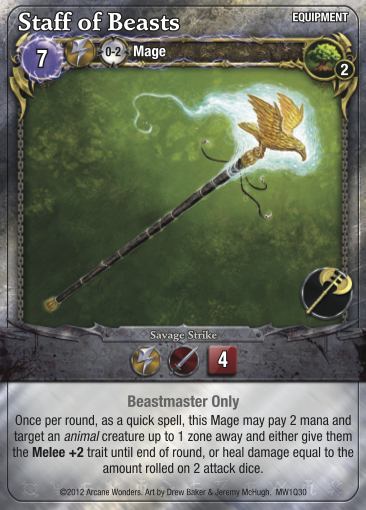 Staff of Beasts
EQUIPMENT
7
0-2
Mage
2
Savage Strike
4
Beastmaster Only
Once per round, as a quick spell, this Mage may pay 2 mana and
target an animal creature up to 1 zone away and either give them
the Melee +2 trait until end of round, or heal damage equal to the
amount rolled on 2 attack dice.
©2012 Arcane Wonders. Art by Drew Baker & Jeremy McHugh. MW1Q30